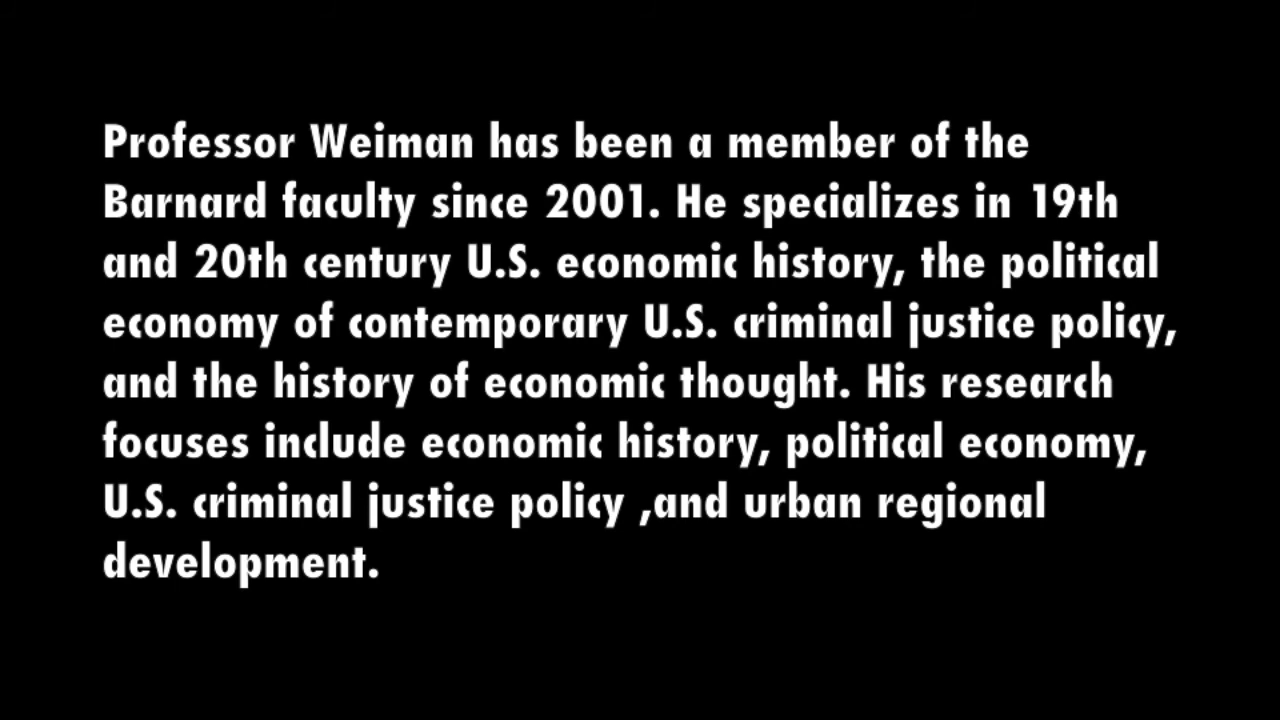 Professor Weiman has been a member of the
Barnard faculty since 2001. He specializes in 19th
and 20th century U.S. economic history, the political
economy of contemporary U.S. criminal justice policy,
and the history of economic thought. His research
focuses include economic history, political economy,
U.S. criminal justice policy ,and urban regional
development.